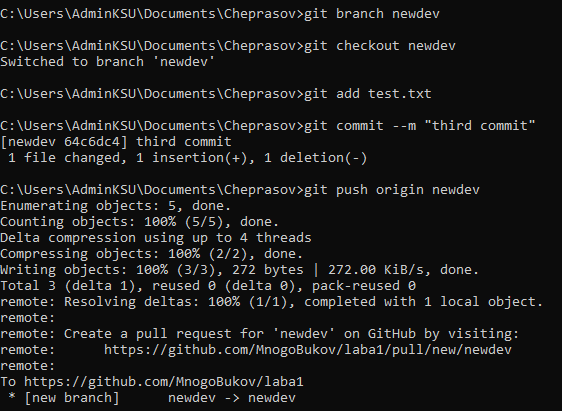 C:\Users\AdminKSU\Documents\Cheprasov>git branch newdev
C:\Users\AdminKSU\Documents\Cheprasov>git checkout newdev
Switched to branch 'newdev'
C:\Users\AdminKSU\Documents\Cheprasov>git add test.txt
C:\Users\AdminKSU\Documents\Cheprasov>git commit --m "third commit"
[newdev 64c6dc4] third commit
 1 file changed, 1 insertion(+), 1 deletion(-)
C:\Users\AdminKSU\Documents\Cheprasov>git push origin newdev
Enumerating objects: 5, done.
Counting objects: 100% (5/5), done.
Delta compression using up to 4 threads
Compressing objects: 100% (2/2), done.
Writing objects: 100% (3/3), 272 bytes | 272.00 KiB/s, done.
Total 3 (delta 1), reused 0 (delta 0), pack-reused 0
remote: Resolving deltas: 100% (1/1), completed with 1 local object.
remote:
remote: Create a pull request for 'newdev' on GitHub by visiting:
remote:      https://github.com/MnogoBukov/laba1/pull/new/newdev
remote:
To https://github.com/MnogoBukov/laba1
 * [new branch]      newdev -> newdev